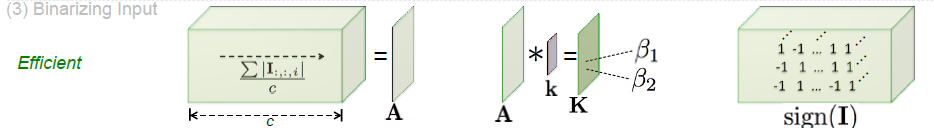 (3) Binarizing Input
Efficient
∑|I:,:,i|
c
=
A
c
A
*
k
=
K
β1
β2
1 -1 ... 1 1
-1 1 ... 1 1
-1 1 ... -1 1
sign(I)